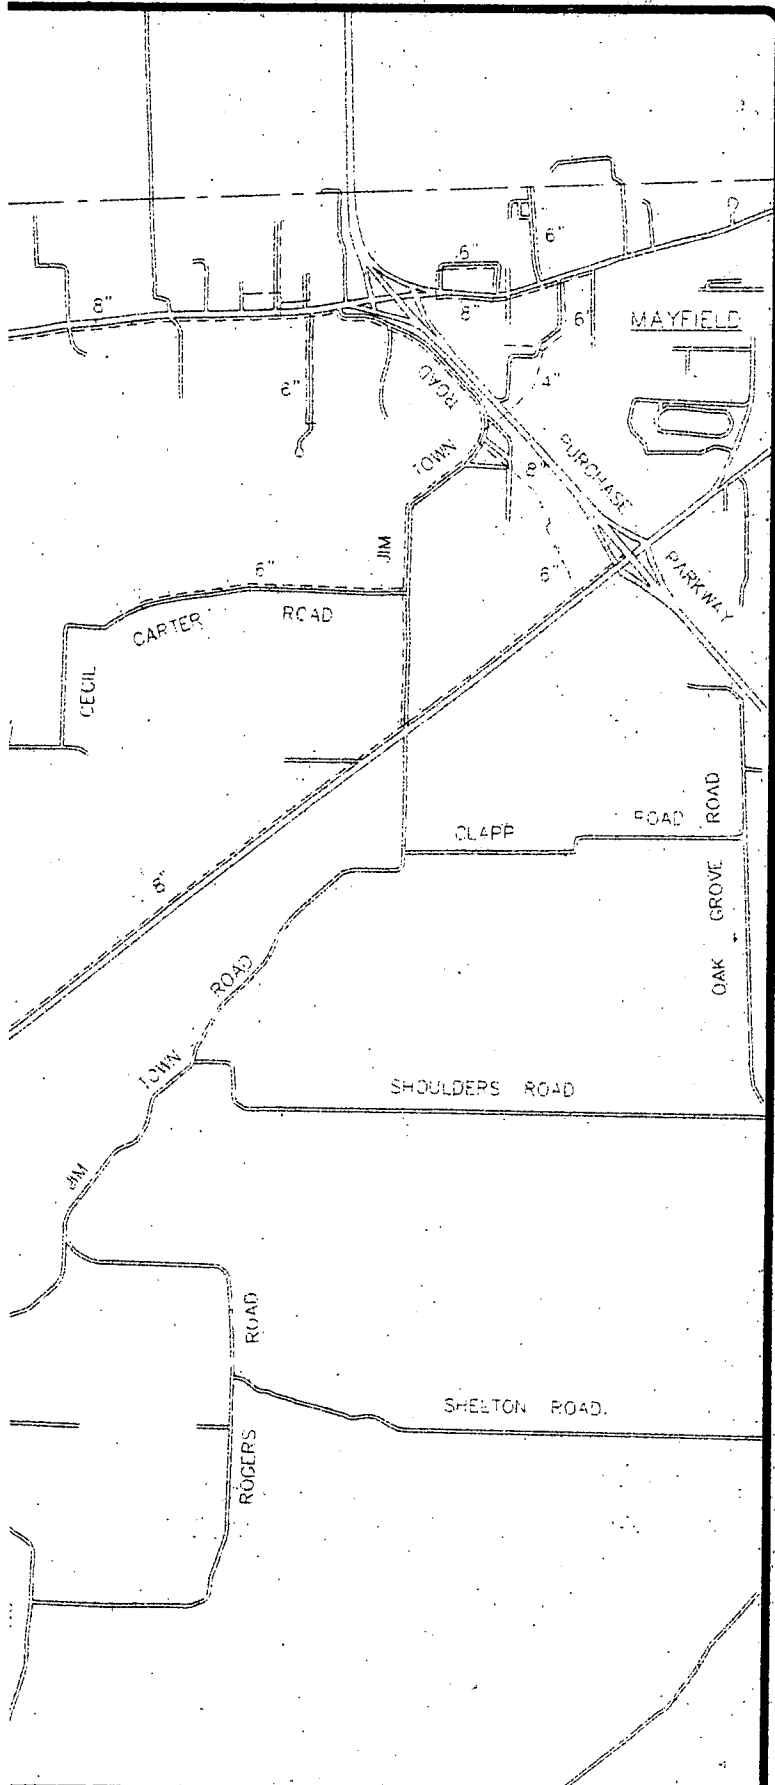 6"
6"
8"
8"
6"
MAYFIELD
6"
4"
ROAD
TOWN
8"
PURCHASE
JIM
6"
6"
PARKWAY
CARTER ROAD
CECIL
CLAPP ROAD
ROAD
8"
OAK GROVE
ROAD
TOWN
SHOULDERS ROAD
JIM
ROAD
SHELTON ROAD.
ROGERS